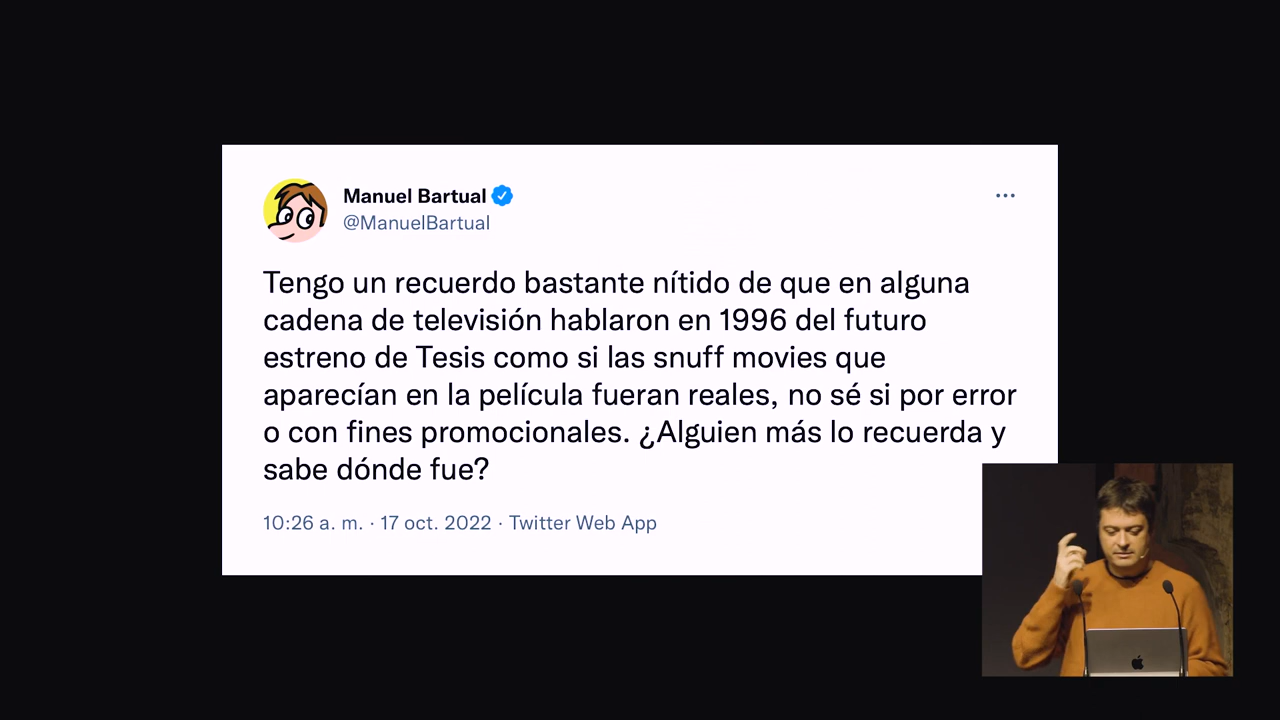 Manuel Bartual
@ManuelBartual
Tengo un recuerdo bastante nítido de que en alguna
cadena de televisión hablaron en 1996 del futuro
estreno de Tesis como si las snuff movies que
aparecían en la película fueran reales, no sé si por error
o con fines promocionales. ¿Alguien más lo recuerda y
sabe dónde fue?
10:26 a. m. · 17 oct. 2022 · Twitter Web App